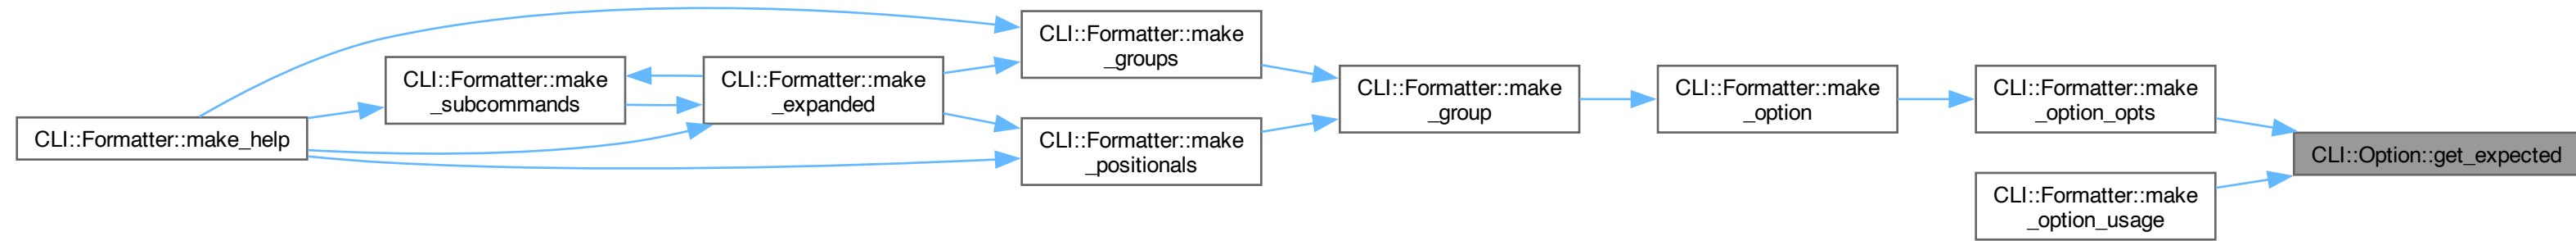 CLI::Formatter::make_help
CLI::Formatter::make
_subcommands
CLI::Formatter::make
_expanded
CLI::Formatter::make
_groups
CLI::Formatter::make
_positionals
CLI::Formatter::make
_group
CLI::Formatter::make
_option
CLI::Formatter::make
_option_opts
CLI::Formatter::make
_option_usage
CLI::Option::get_expected